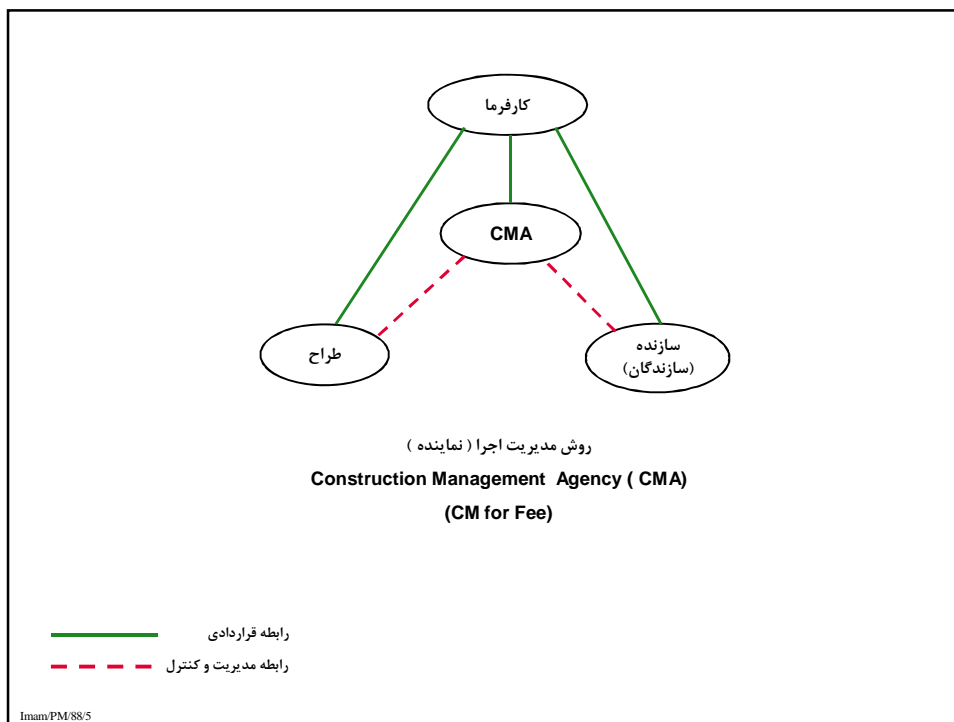 کارفرما
CMA
طراح
سازنده
(سازندگان)
روش مدیریت اجرا ( نماینده )
Construction Management Agency ( CMA)
(CM for Fee)
رابطه قراردادی
رابطه مدیریت و کنترل
Imam/PM/88/5